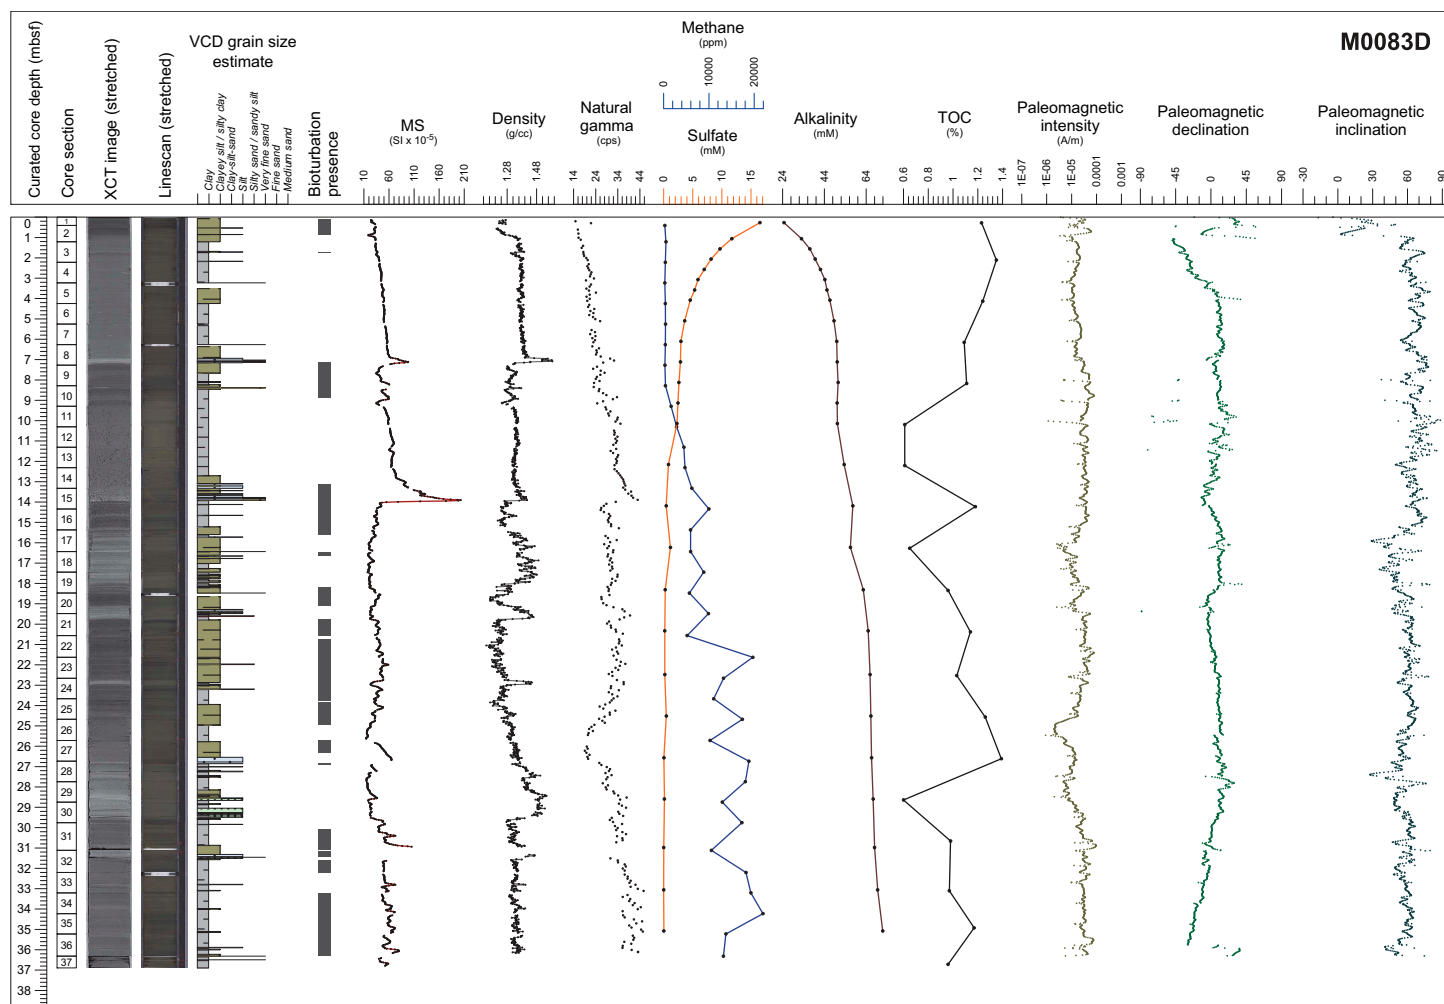 M0083D
Curated core depth (mbsf)
Core section
XCT image (stretched)
Linescan (stretched)
VCD grain size
estimate
Clay
Clayey silt / silty clay
Clay-silt-sand
Silt
Silty sand / sandy silt
Very fine sand
Fine sand
Medium sand
Bioturbation
presence
MS
(SI x 10-5)
10 60 110 160 210
Density
(g/cc)
1.28 1.48
Natural
gamma
(cps)
14 24 34 44
Methane
(ppm)
0 10000 20000
Sulfate
(mM)
0 5 10 15
Alkalinity
(mM)
24 44 64
TOC
(%)
0.6 0.8 1 1.2 1.4
Paleomagnetic
intensity
(A/m)
1E-07 1E-06 1E-05 0.0001 0.001
Paleomagnetic
declination
-90 -45 0 45 90
Paleomagnetic
inclination
-30 0 30 60 90
0 1
1 2
2 3
3 4
4 5
5 6
6 7
7 8
8 9
9 10
10 11
11 12
12 13
13 14
14 15
15 16
16 17
17 18
18 19
19 20
20 21
21 22
22 23
23 24
24 25
25 26
26 27
27 28
28 29
29 30
30 31
31 32
32 33
33 34
34 35
35 36
36 37
37
38